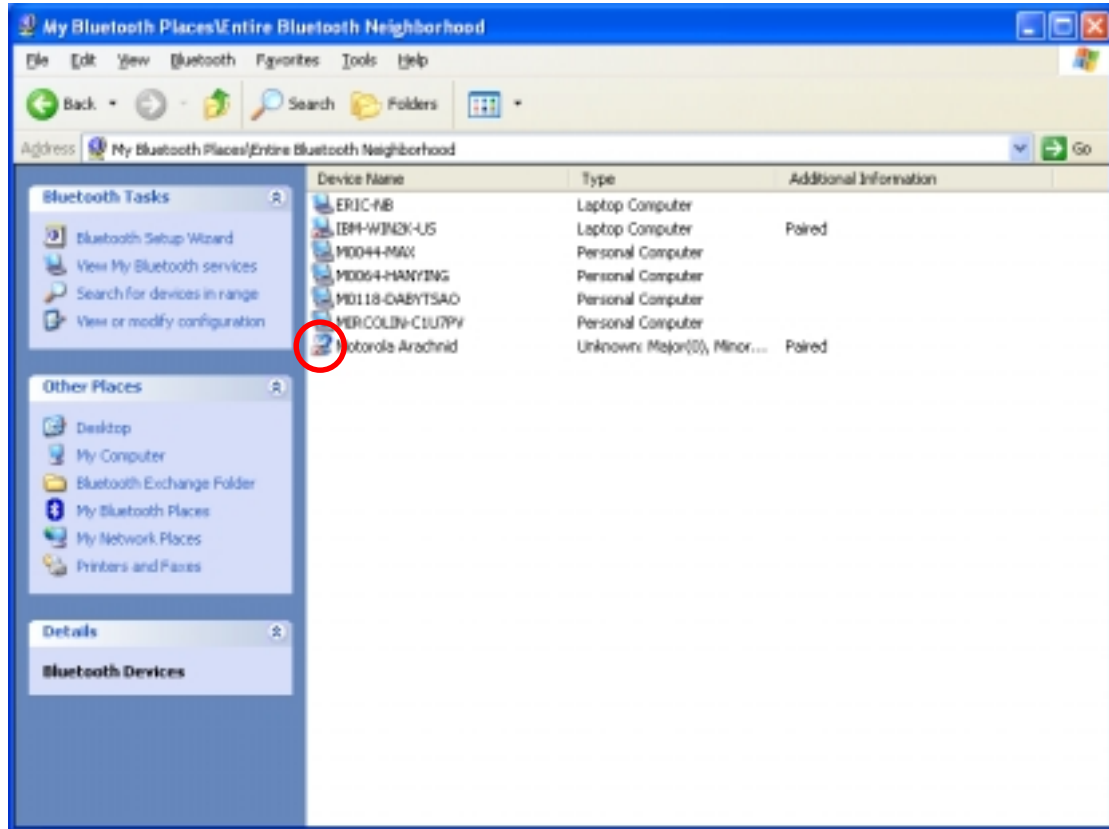 My Bluetooth Places\Entire Bluetooth Neighborhood
File Edit View Bluetooth Favorites Tools Help
Back Search Folders
Address My Bluetooth Places\Entire Bluetooth Neighborhood Go
Bluetooth Tasks
Bluetooth Setup Wizard
View My Bluetooth services
Search for devices in range
View or modify configuration
Other Places
Desktop
My Computer
Bluetooth Exchange Folder
My Bluetooth Places
My Network Places
Printers and Faxes
Details
Bluetooth Devices
Device Name Type Additional Information
ERIC-NB Laptop Computer
IBM-WIN2K-US Laptop Computer Paired
M0044-MAX Personal Computer
M0064-HANYING Personal Computer
M0118-DABYTSAO Personal Computer
MIRCOLIN-C1U7PV Personal Computer
Motorola Arachnid Unknown: Major(0), Minor... Paired